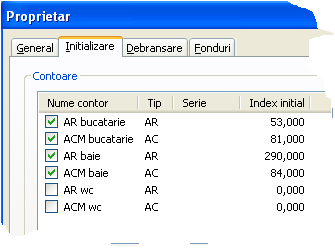 Proprietar
General Initializare Debransare Fonduri
Contoare
Nume contor Tip Serie Index initial
AR bucatarie AR 53,000
ACM bucatarie AC 81,000
AR baie AR 290,000
ACM baie AC 84,000
AR wc AR 0,000
ACM wc AC 0,000